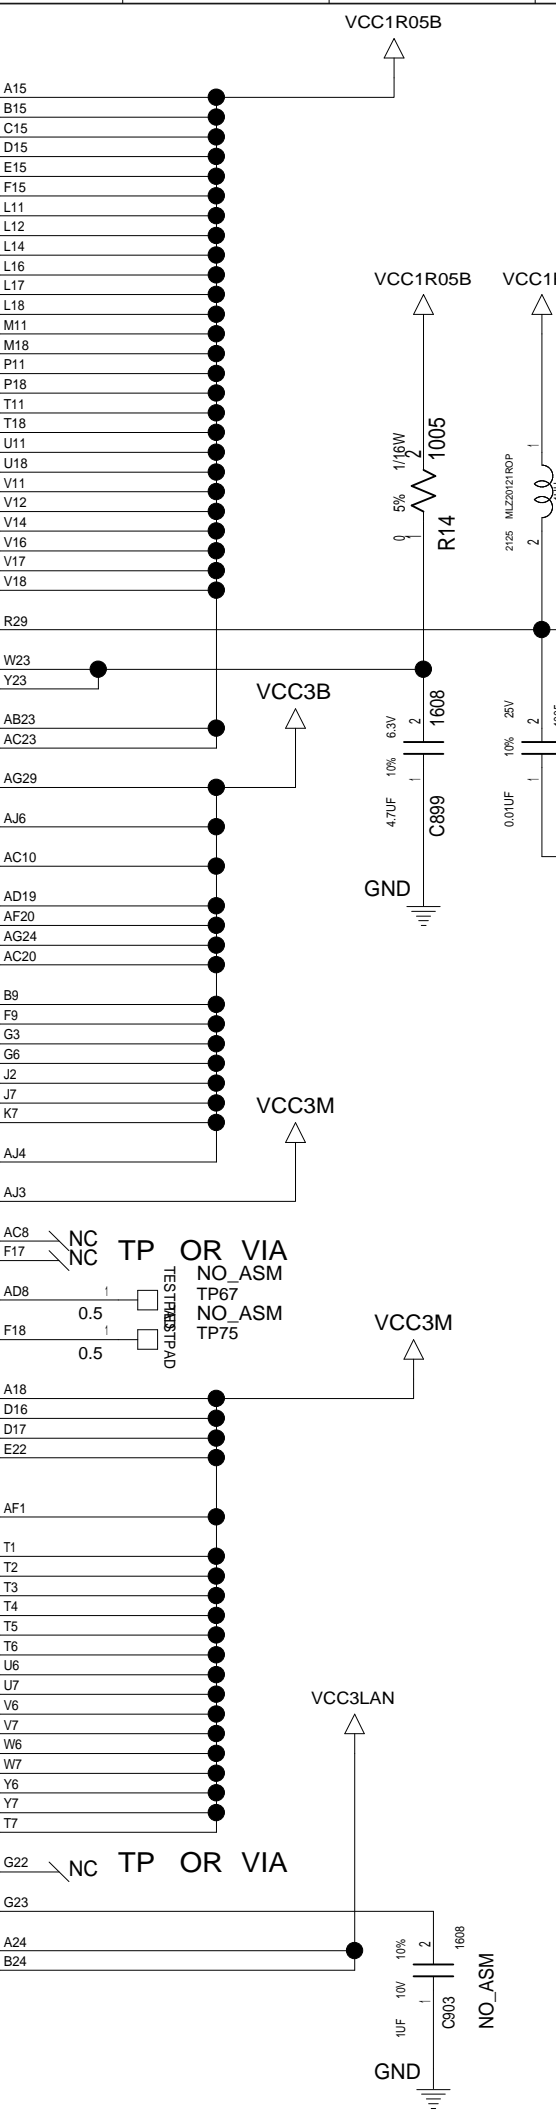 VCC1R05B
A15
B15
C15
D15
E15
F15
L11
L12
L14
L16
L17
L18
M11
M18
P11
P18
T11
T18
U11
U18
V11
V12
V14
V16
V17
V18
R29
W23
Y23
AB23
AC23
AG29
AJ6
AC10
AD19
AF20
AG24
AC20
B9
F9
G3
G6
J2
J7
K7
AJ4
AJ3
VCC1R05B
1/16W
2
1005
5%
0
1
R14
1
MLZ20121ROP
2125
2
VCC3B
6.3V
2
1608
10%
1
4.7UF
C899
GND
25V
2
10%
1
0.01UF
VCC3M
AC8
NC
F17
NC
TP OR VIA
AD8
1
0.5
NO_ASM
TP67
F18
1
0.5
TESTPAD
NO_ASM
TP75
VCC3M
A18
D16
D17
E22
AF1
T1
T2
T3
T4
T5
T6
U6
U7
V6
V7
W6
W7
Y6
Y7
T7
VCC3LAN
G22
NC
TP OR VIA
G23
A24
B24
10%
2
1608
10V
1
1UF
C903
NO_ASM
GND